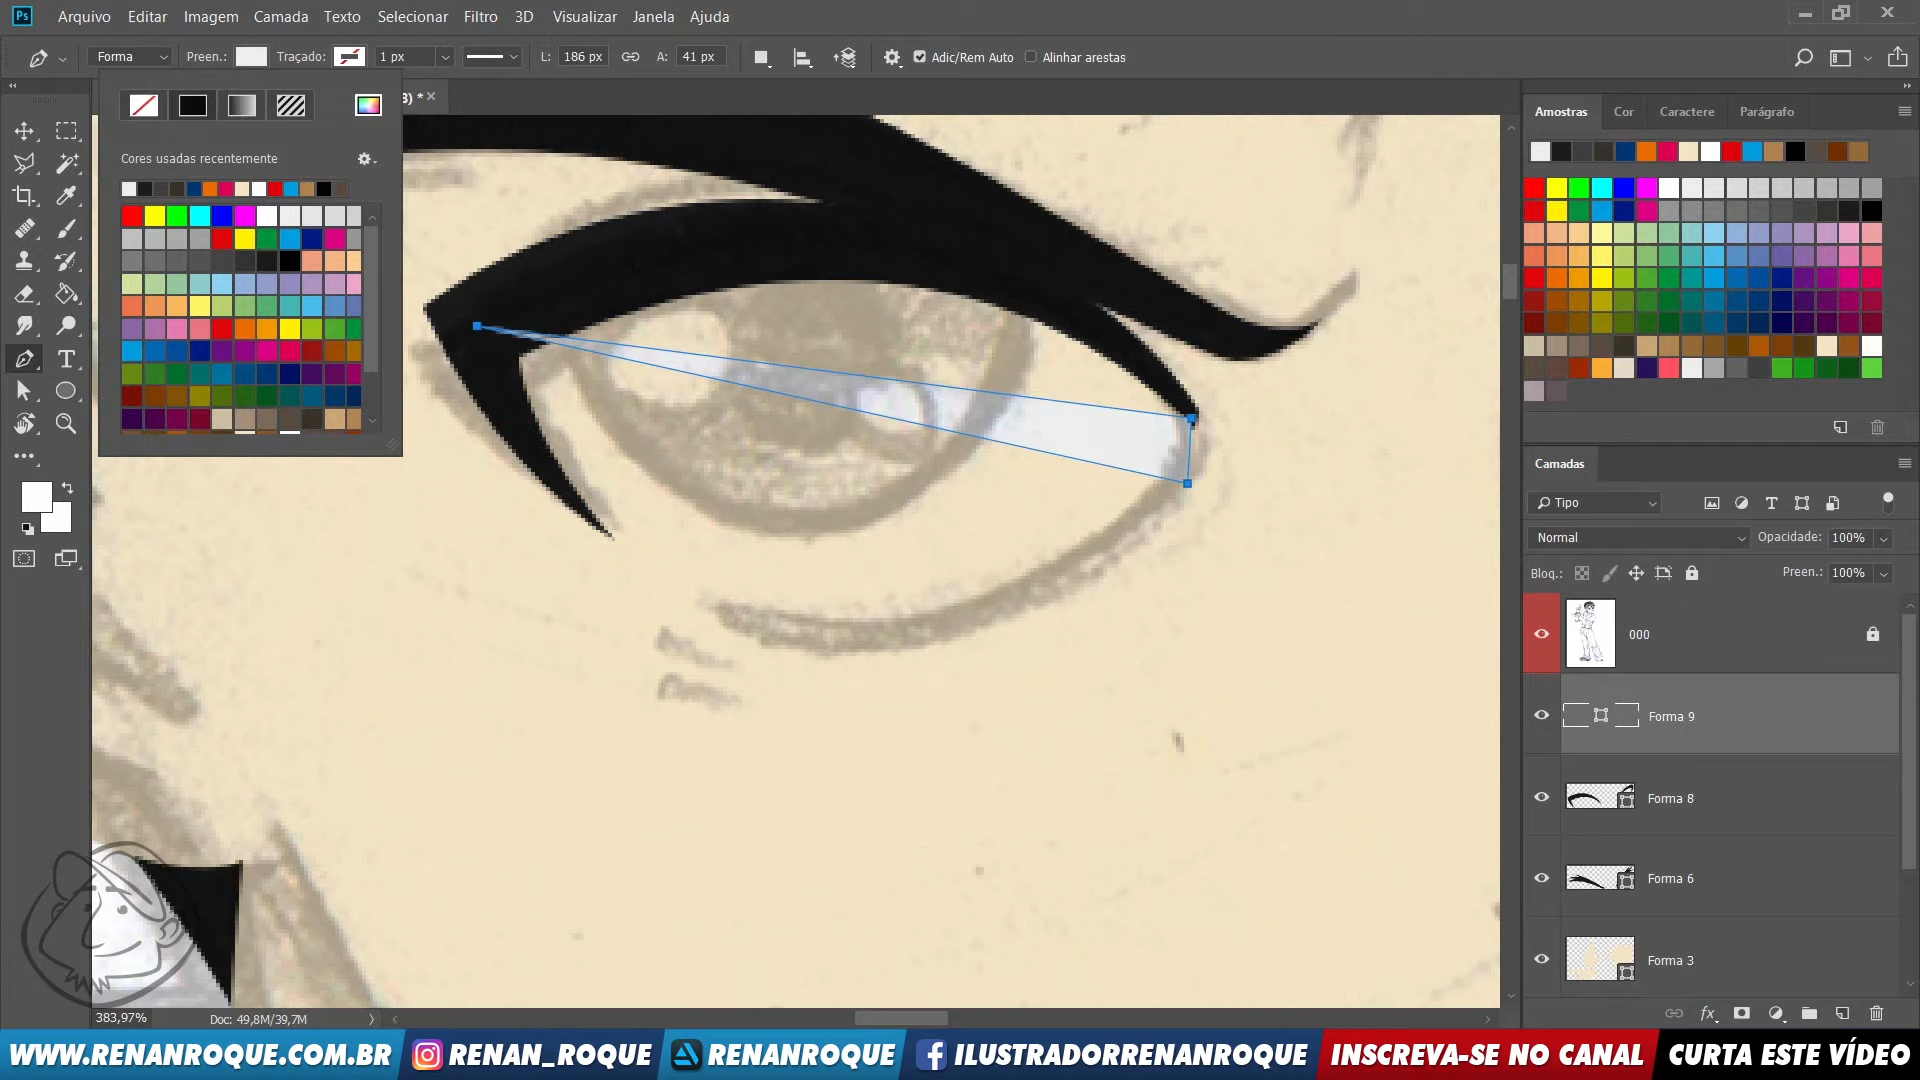 Ps Arquivo Editar Imagem Camada Texto Selecionar Filtro 3D Visualizar Janela Ajuda
Forma Preen.: Traçado: 1 px L: 186 px A: 41 px Adic/Rem Auto Alinhar arestas
B) * ×
Cores usadas recentemente
Amostras Cor Caractere Parágrafo
Camadas
Tipo
Normal Opacidade: 100%
Bloq.: Preen.: 100%
000
Forma 9
Forma 8
Forma 6
Forma 3
fx
383,97% Doc: 49,8M/39,7M
WWW.RENANROQUE.COM.BR RENAN_ROQUE RENANROQUE ILUSTRADORRENANROQUE INSCREVA-SE NO CANAL CURTA ESTE VÍDEO